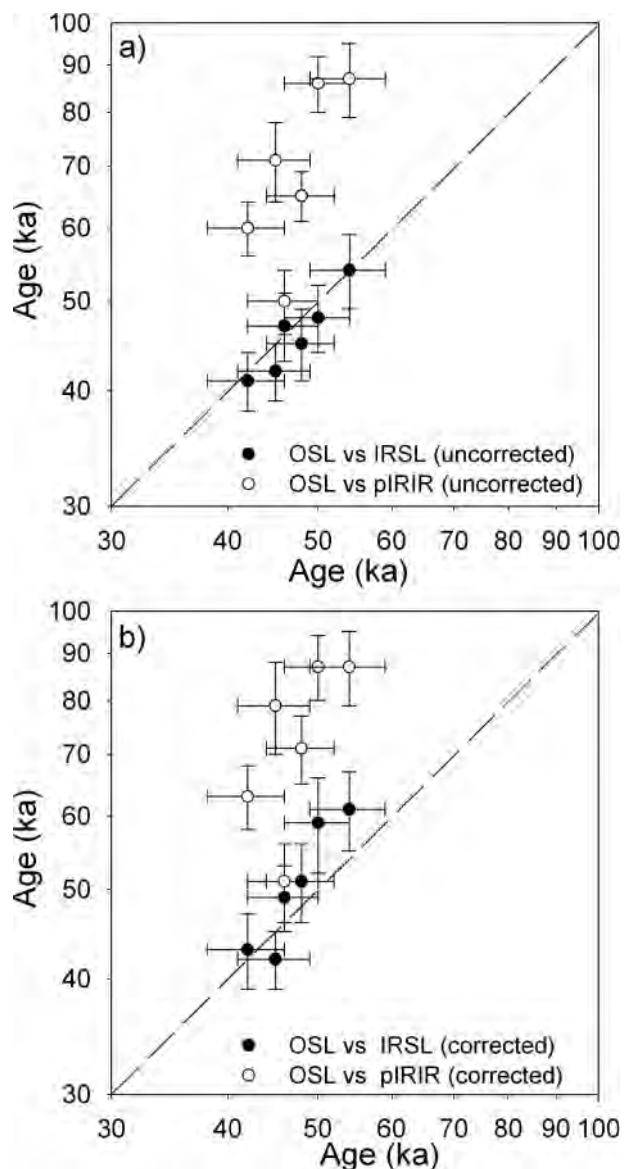 a)
100
90
80
70
60
50
40
30
Age (ka)
OSL vs IRSL (uncorrected)
OSL vs pIRIR (uncorrected)
30 40 50 60 70 80 90 100
Age (ka)
b)
100
90
80
70
60
50
40
30
Age (ka)
OSL vs IRSL (corrected)
OSL vs pIRIR (corrected)
30 40 50 60 70 80 90 100
Age (ka)